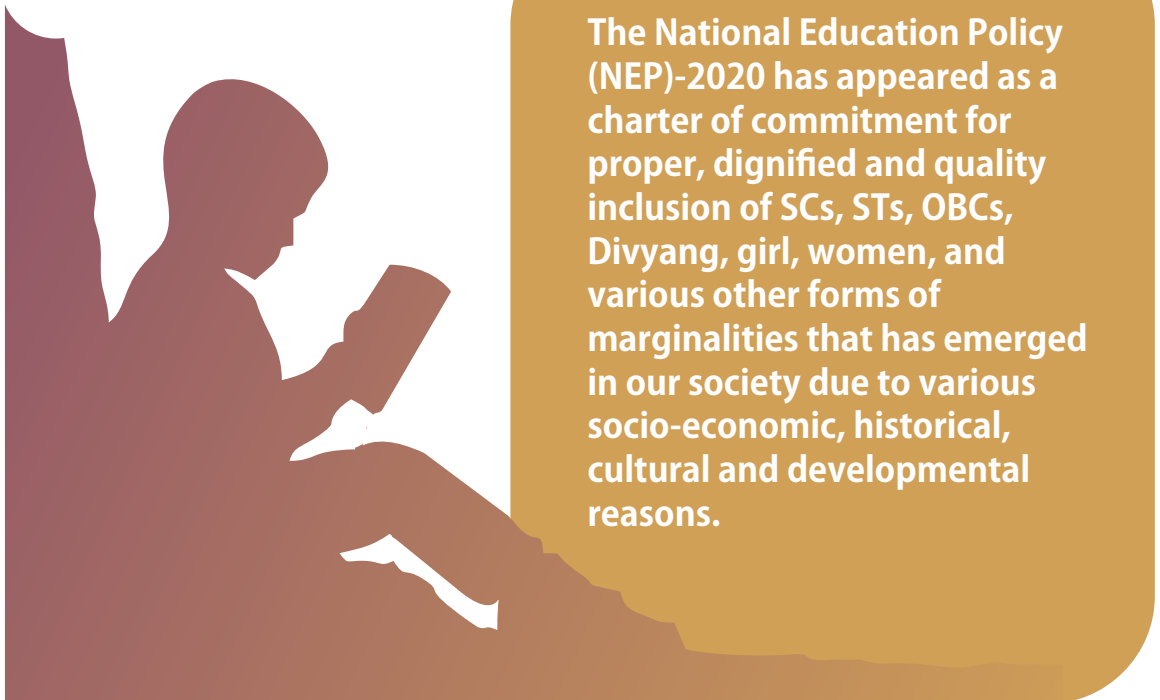 The National Education Policy
(NEP)-2020 has appeared as a
charter of commitment for
proper, dignified and quality
inclusion of SCs, STs, OBCs,
Divyang, girl, women, and
various other forms of
marginalities that has emerged
in our society due to various
socio-economic, historical,
cultural and developmental
reasons.